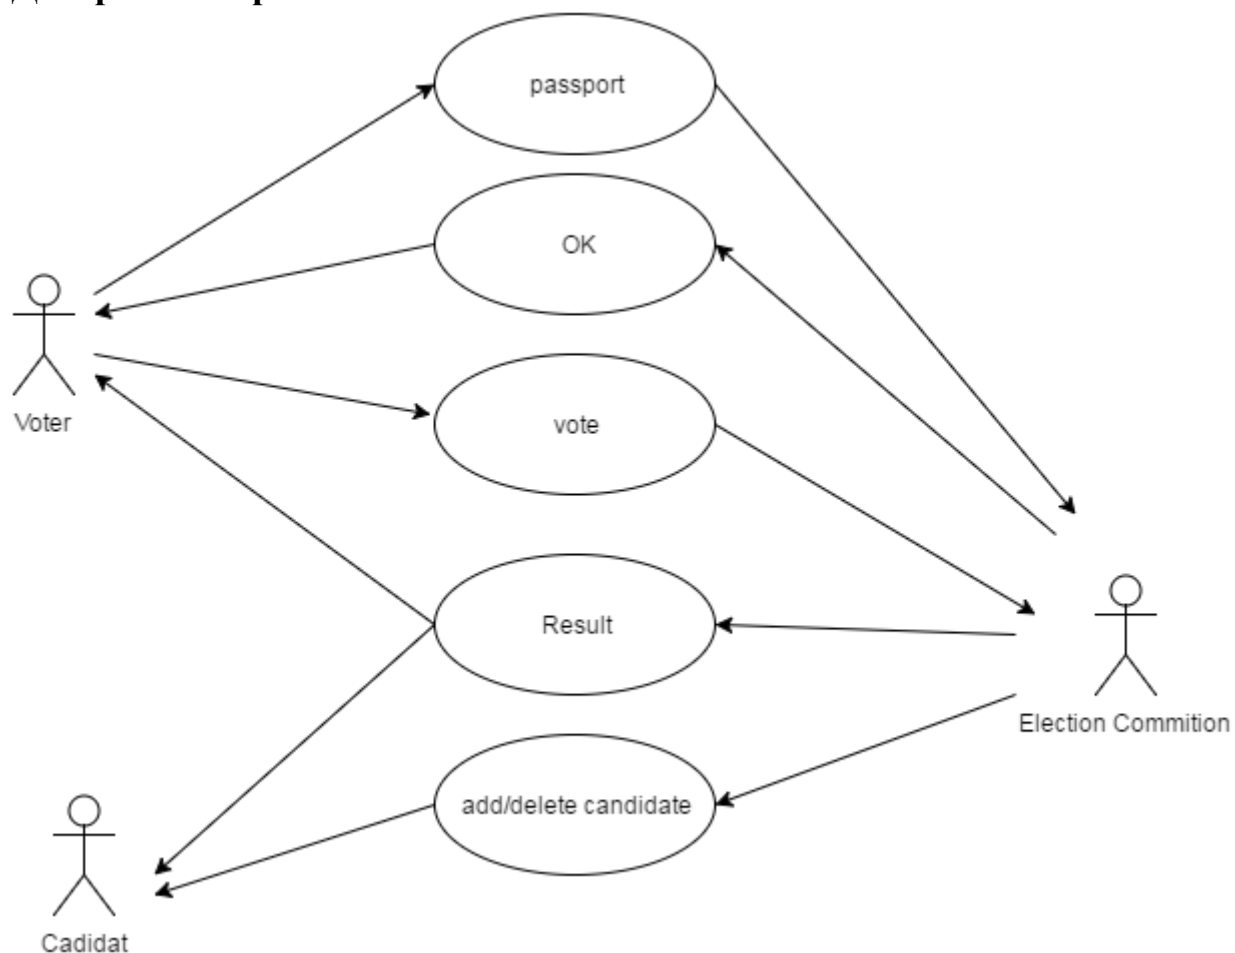 passport
OK
Voter
vote
Result
Election Commition
add/delete candidate
Cadidat